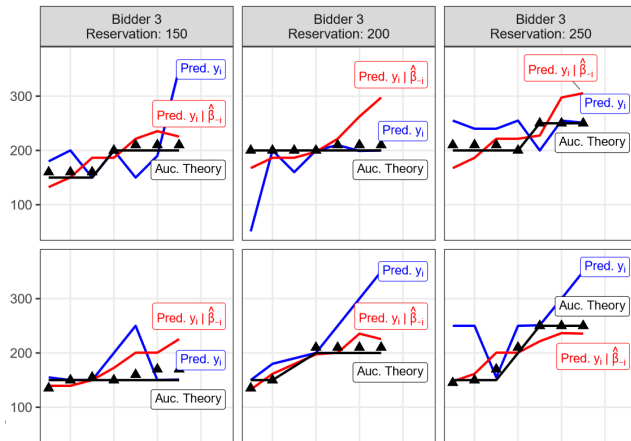 Bidder 3
Reservation: 150
Bidder 3
Reservation: 200
Bidder 3
Reservation: 250
300
200
100
Pred. yᵢ
Pred. yᵢ | β̂₋ᵢ
Auc. Theory
Pred. yᵢ | β̂₋ᵢ
Pred. yᵢ
Auc. Theory
Pred. yᵢ | β̂₋ᵢ
Pred. yᵢ
Auc. Theory
300
200
100
Pred. yᵢ | β̂₋ᵢ
Pred. yᵢ
Auc. Theory
Pred. yᵢ
Pred. yᵢ | β̂₋ᵢ
Auc. Theory
Pred. yᵢ
Auc. Theory
Pred. yᵢ | β̂₋ᵢ